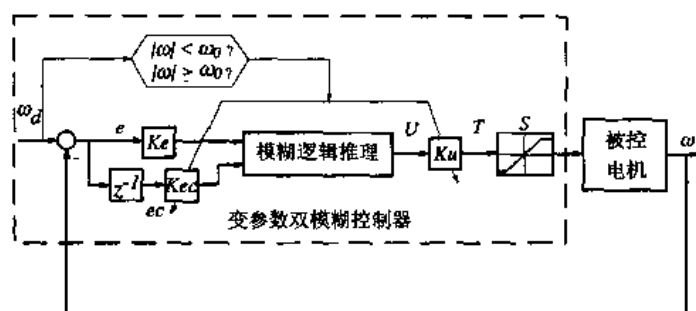 |ω| < ω₀ ?
|ω| ≥ ω₀ ?
ω_d
e
Ke
模糊逻辑推理
U
Ku
T
S
被控
电机
ω
-
z⁻¹
Kec
ec
变参数双模糊控制器